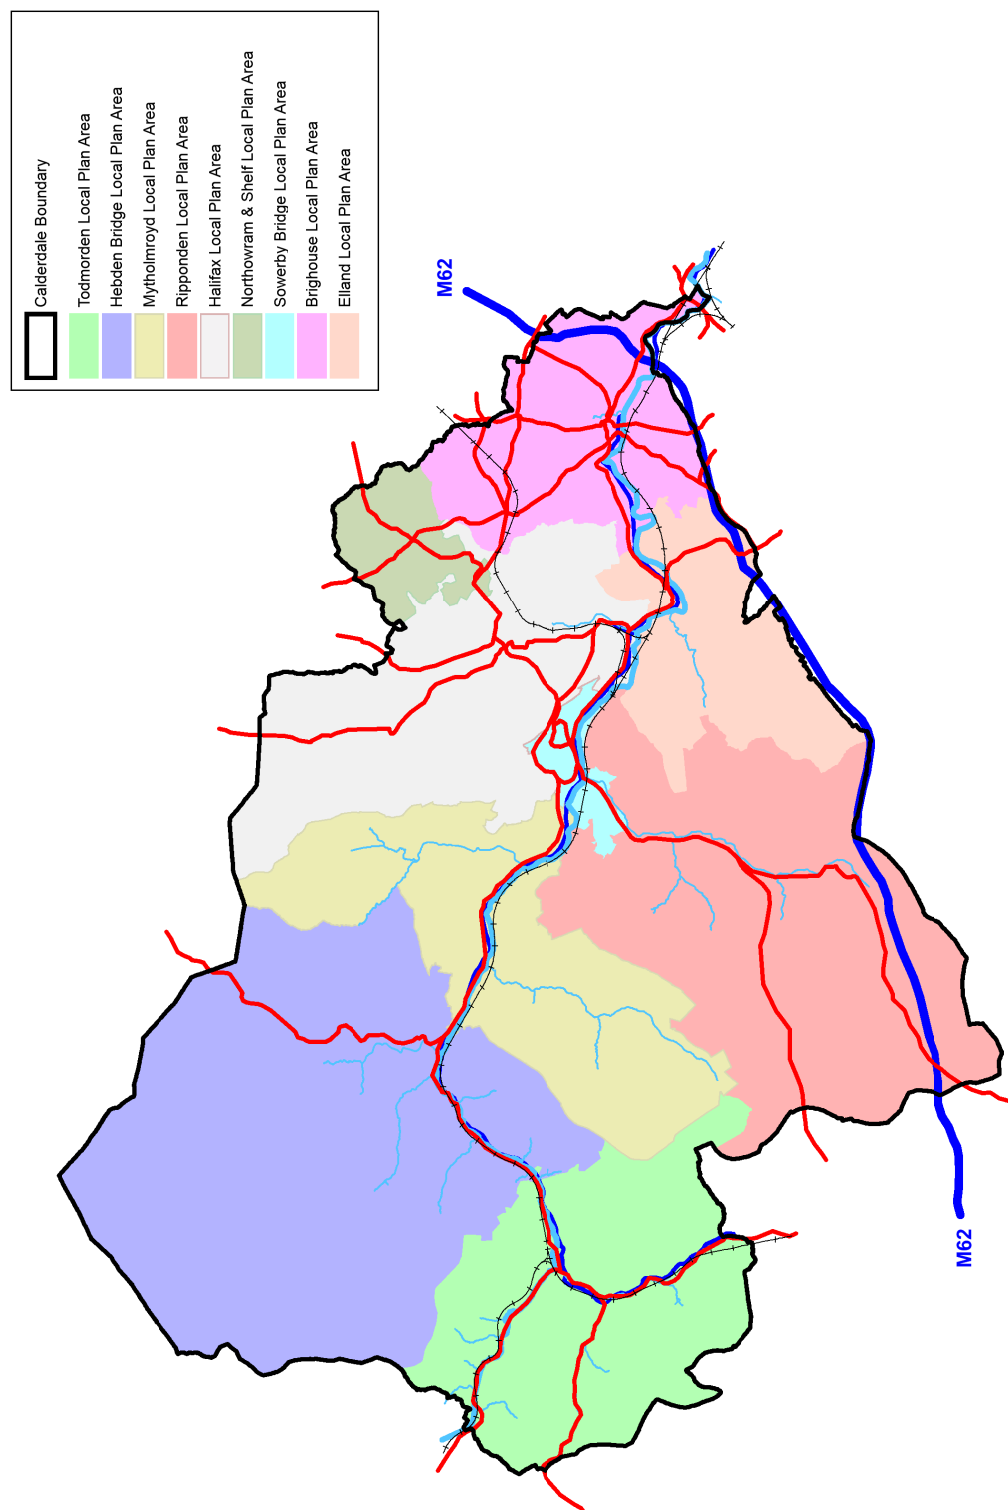 Calderdale Boundary
Todmorden Local Plan Area
Hebden Bridge Local Plan Area
Mytholmroyd Local Plan Area
Ripponden Local Plan Area
Halifax Local Plan Area
Northowram & Shelf Local Plan Area
Sowerby Bridge Local Plan Area
Brighouse Local Plan Area
Elland Local Plan Area
M62
M62